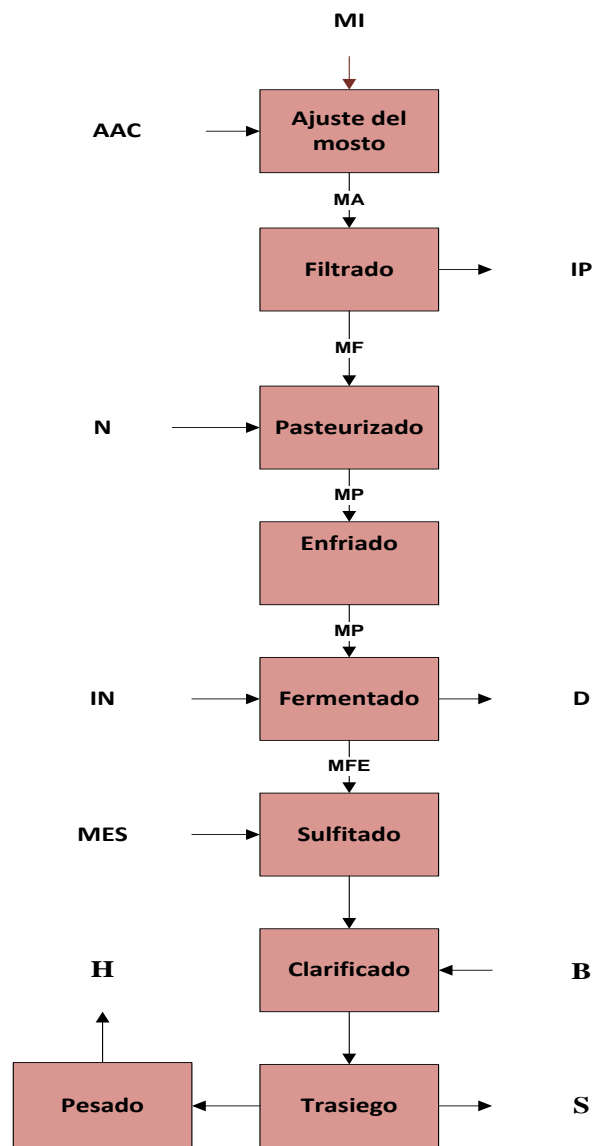 MI
AAC
Ajuste del
mosto
MA
Filtrado
IP
MF
N
Pasteurizado
MP
Enfriado
MP
IN
Fermentado
D
MFE
MES
Sulfitado
H
Clarificado
B
Pesado
Trasiego
S